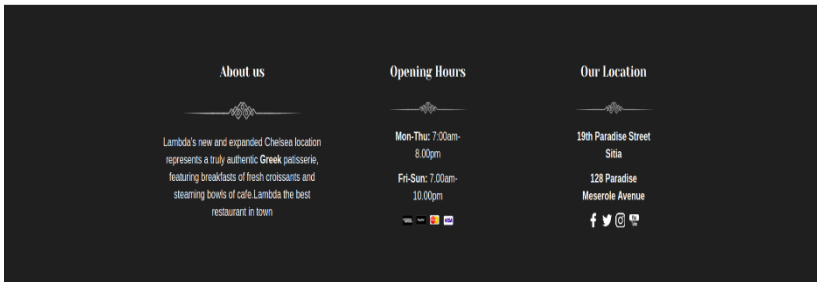 About us
Lambda's new and expanded Chelsea location
represents a truly authentic Greek patisserie,
featuring breakfasts of fresh croissants and
steaming bowls of cafe.Lambda the best
restaurant in town
Opening Hours
Mon-Thu: 7:00am-
8.00pm
Fri-Sun: 7.00am-
10.00pm
VISA
Our Location
19th Paradise Street
Sitia
128 Paradise
Meserole Avenue